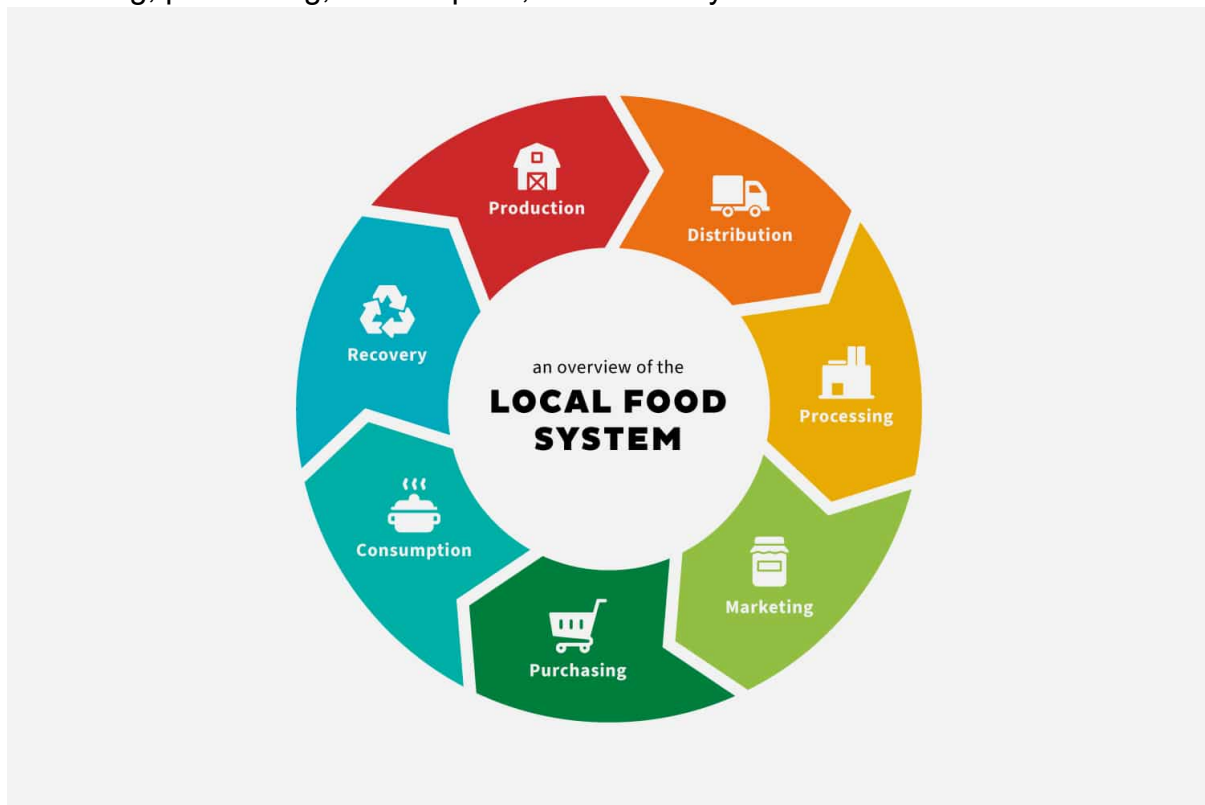 Production
Distribution
Processing
Marketing
Purchasing
Consumption
Recovery
an overview of the
LOCAL FOOD
SYSTEM